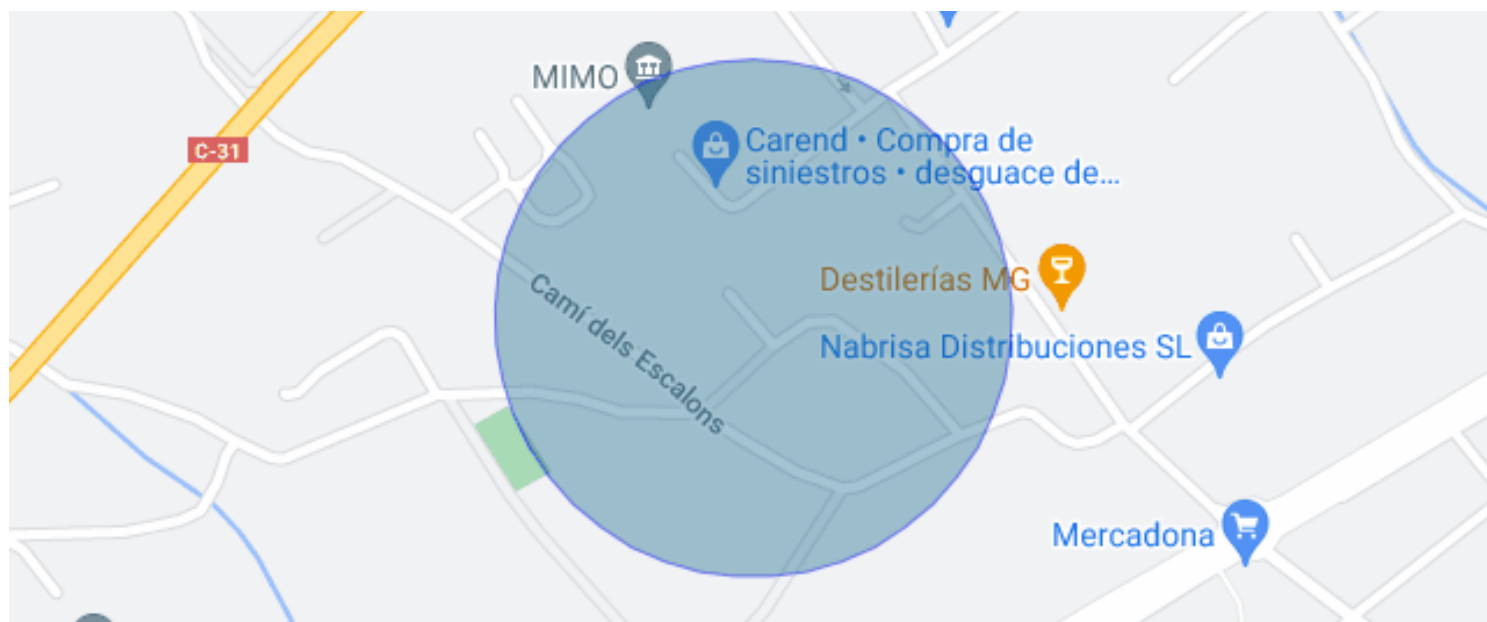 MIMO
C-31
Carend • Compra de
siniestros • desguace de...
Destilerías MG
Camí dels Escalons
Nabrisa Distribuciones SL
Mercadona